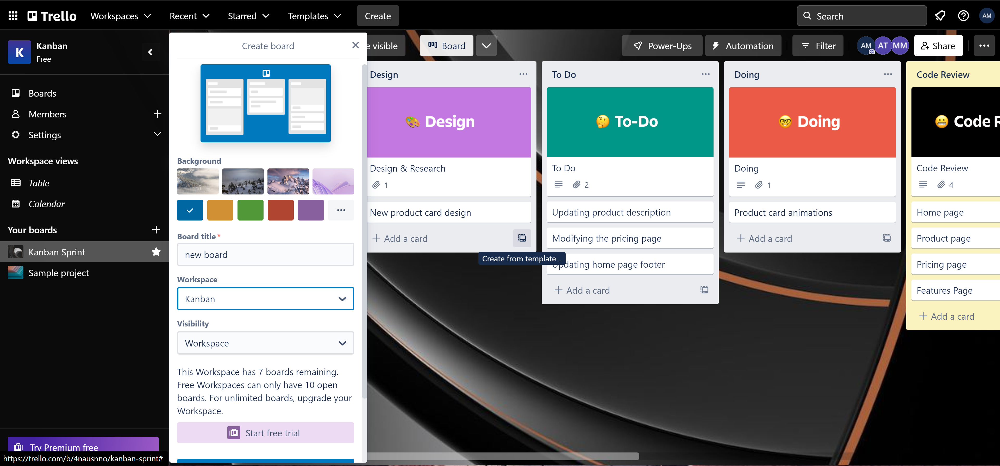 Trello
Workspaces
Recent
Starred
Templates
Create
Search
AM
K
Kanban
Free
Boards
Members
Settings
Workspace views
Table
Calendar
Your boards
Kanban Sprint
Sample project
Try Premium free
https://trello.com/b/4nausnno/kanban-sprint#
Create board
Background
Board title*
new board
Workspace
Kanban
Visibility
Workspace
This Workspace has 7 boards remaining.
Free Workspaces can only have 10 open
boards. For unlimited boards, upgrade your
Workspace.
Start free trial
e visible
Board
Power-Ups
Automation
Filter
AM
AT
MM
Share
Design
Design
Design & Research
1
New product card design
Add a card
Create from template...
To Do
To-Do
To Do
2
Updating product description
Modifying the pricing page
Updating home page footer
Add a card
Doing
Doing
Doing
1
Product card animations
Add a card
Code Review
Code R
Code Review
4
Home page
Product page
Pricing page
Features Page
Add a card